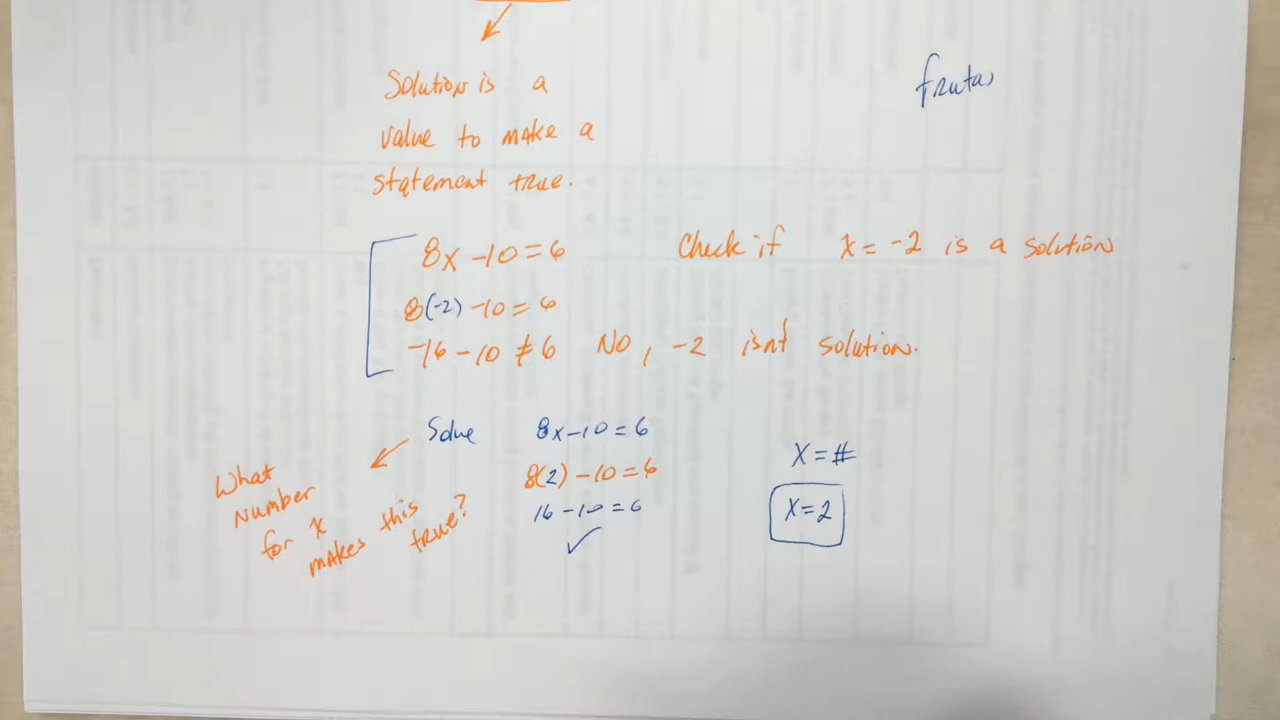 Solution is a
value to make a
statement true.
frutas
8x - 10 = 6 Check if x = -2 is a solution
8(-2) - 10 = 6
-16 - 10 ≠ 6 No, -2 isn't solution.
Solve 8x - 10 = 6
8(2) - 10 = 6
16 - 10 = 6
✓
What
number
for x
makes this
true?
X = #
X = 2